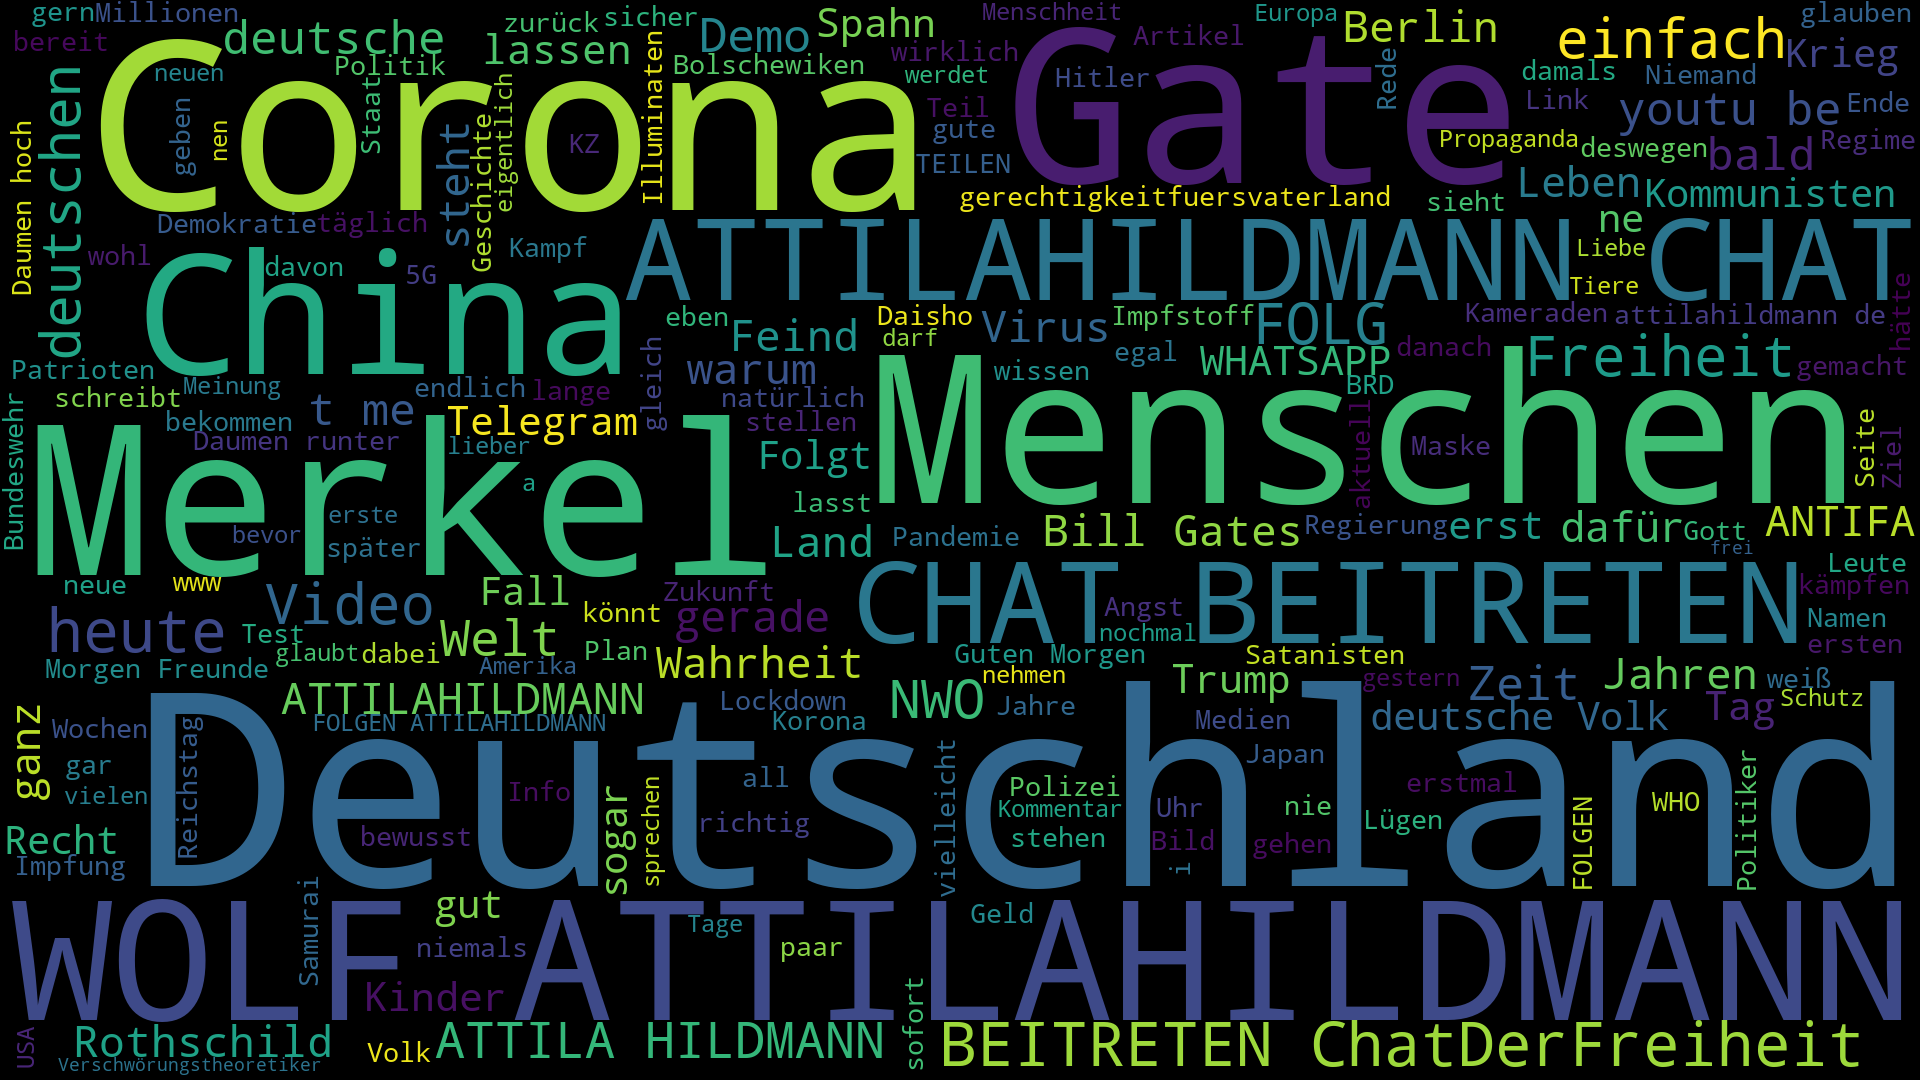 gern
Millionen
zurück
sicher
Menschheit
Europa
glauben
bereit
deutsche
lassen
Demo
Spahn
wirklich
Artikel
Berlin
einfach
Krieg
neuen
Politik
Bolschewiken
werdet
Hitler
Rede
damals
Niemand
Corona
Gate
deutschen
geben
nen
Staat
steht
Geschichte
eigentlich
Illuminaten
KZ
Teil
gute
TEILEN
Link
youtu be
Ende
Propaganda
deswegen
bald
Regime
Daumen hoch
gerechtigkeitfuersvaterland
sieht
Leben
Kommunisten
Demokratie
täglich
Kampf
ne
wohl
China
davon
5G
ATTILAHILDMANN CHAT
Liebe
Tiere
eben
Feind
Daisho
darf
Virus
Impfstoff
FOLG
Kameraden
attilahildmann de
hätte
Patrioten
Meinung
endlich
lange
gleich
warum
wissen
egal
WHATSAPP
danach
Freiheit
gemacht
BRD
Bundeswehr
schreibt
bekommen
t me
Telegram
natürlich
stellen
Menschen
aktuell
Maske
Seite
Ziel
Daumen runter
lieber
Merkel
a
Folgt
lasst
bevor
erste
später
Land
Pandemie
Bill Gates
Regierung
erst
dafür
Gott
frei
ANTIFA
neue
www
Leute
kämpfen
heute
Video
Fall
könnt
Zukunft
gerade
CHAT BEITRETEN
Angst
nochmal
Namen
ersten
Test
glaubt
dabei
Welt
Plan
Morgen Freunde
Amerika
Wahrheit
Guten Morgen
nehmen
Satanisten
gestern
Trump
Zeit
Jahren
weiß
Schutz
ganz
ATTILAHILDMANN
Lockdown
NWO
Jahre
Wochen
FOLGEN ATTILAHILDMANN
Korona
Medien
deutsche Volk
Tag
Deutschland
Reichstag
gar
vielen
Info
sogar
sprechen
all
vielleicht
Polizei
Japan
erstmal
Politiker
Kommentar
Uhr
nie
WHO
FOLGEN
Recht
bewusst
richtig
stehen
Bild
gehen
Lügen
Impfung
i
Samurai
gut
WOLF ATTILAHILDMANN
Tage
Geld
niemals
paar
Kinder
sofort
USA
Rothschild
Volk
ATTILA HILDMANN
BEITRETEN ChatDerFreiheit
Verschwörungstheoretiker